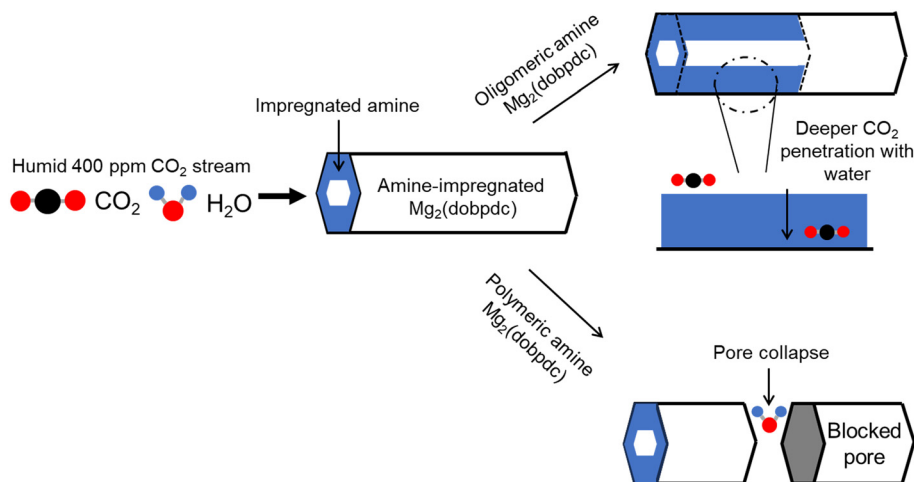 Humid 400 ppm CO₂ stream
CO₂
H₂O
Impregnated amine
Amine-impregnated
Mg₂(dobpdc)
Oligomeric amine
Mg₂(dobpdc)
Deeper CO₂
penetration with
water
Polymeric amine
Mg₂(dobpdc)
Pore collapse
Blocked
pore